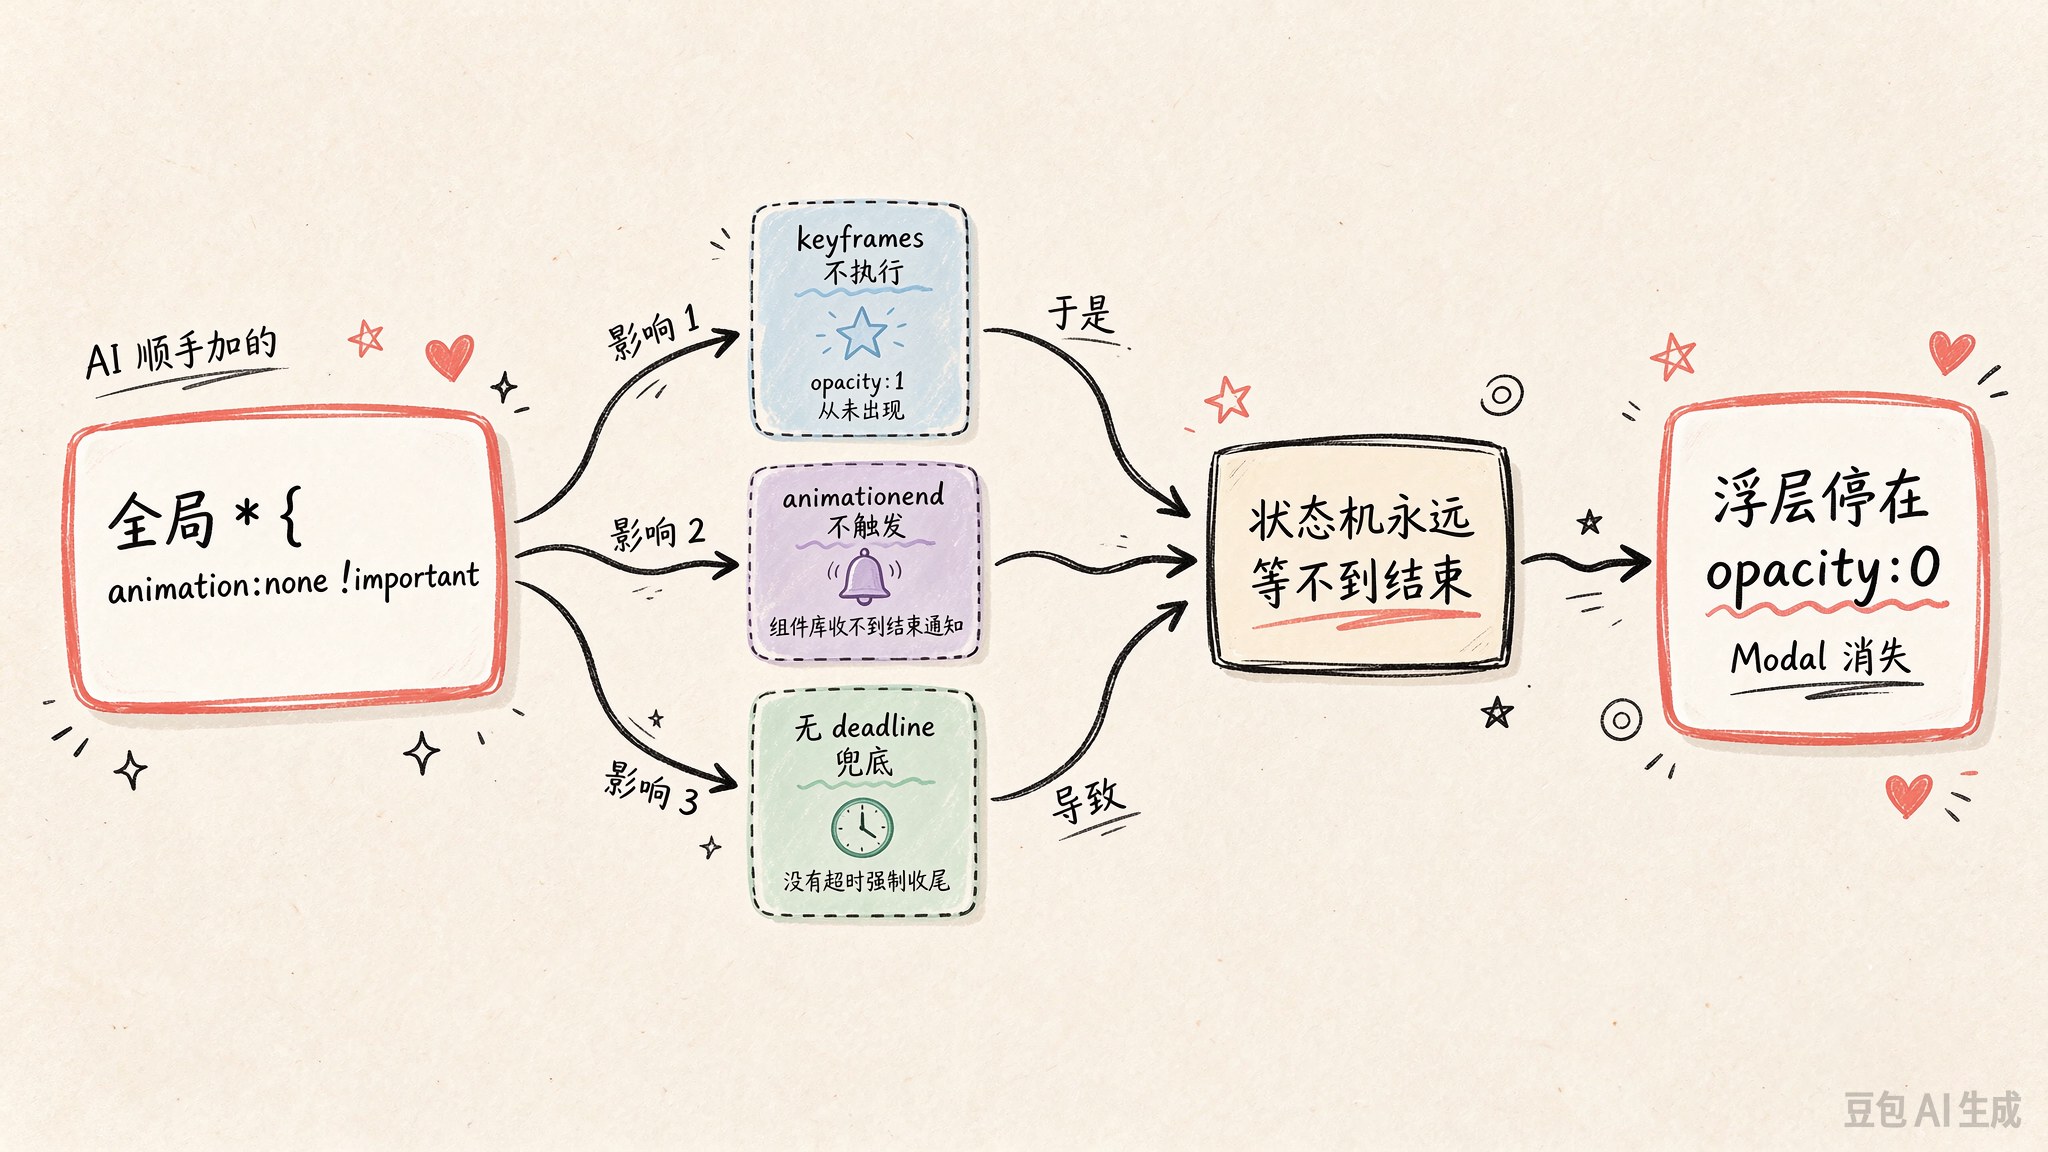 AI 顺手加的
全局 * {
animation:none !important
影响 1
影响 2
影响 3
keyframes
不执行
opacity:1
从未出现
animationend
不触发
组件库收不到结束通知
无 deadline
兜底
没有超时强制收尾
于是
导致
状态机永远
等不到结束
浮层停在
opacity:0
Modal 消失
豆包 AI 生成